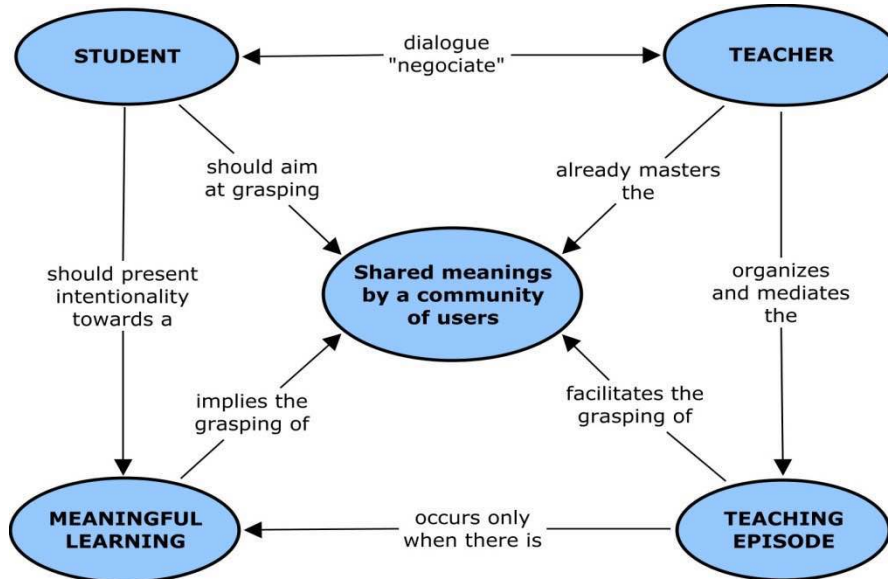 STUDENT
dialogue
"negociate"
TEACHER
should aim
at grasping
already masters
the
should present
intentionality
towards a
Shared meanings
by a community
of users
organizes
and mediates
the
implies the
grasping of
facilitates the
grasping of
MEANINGFUL
LEARNING
occurs only
when there is
TEACHING
EPISODE